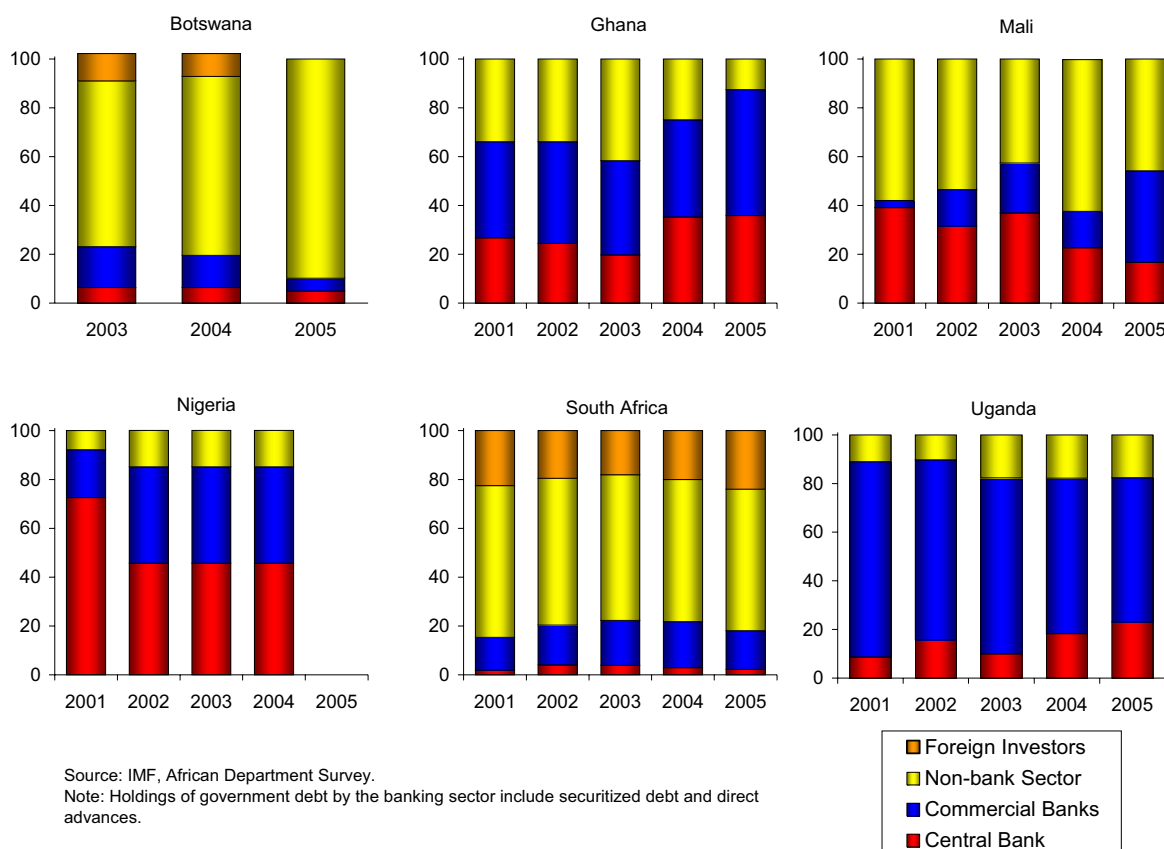 Botswana
100
80
60
40
20
0
2003 2004 2005
Ghana
100
80
60
40
20
0
2001 2002 2003 2004 2005
Mali
100
80
60
40
20
0
2001 2002 2003 2004 2005
Nigeria
100
80
60
40
20
0
2001 2002 2003 2004 2005
South Africa
100
80
60
40
20
0
2001 2002 2003 2004 2005
Uganda
100
80
60
40
20
0
2001 2002 2003 2004 2005
Source: IMF, African Department Survey.
Note: Holdings of government debt by the banking sector include securitized debt and direct
advances.
Foreign Investors
Non-bank Sector
Commercial Banks
Central Bank